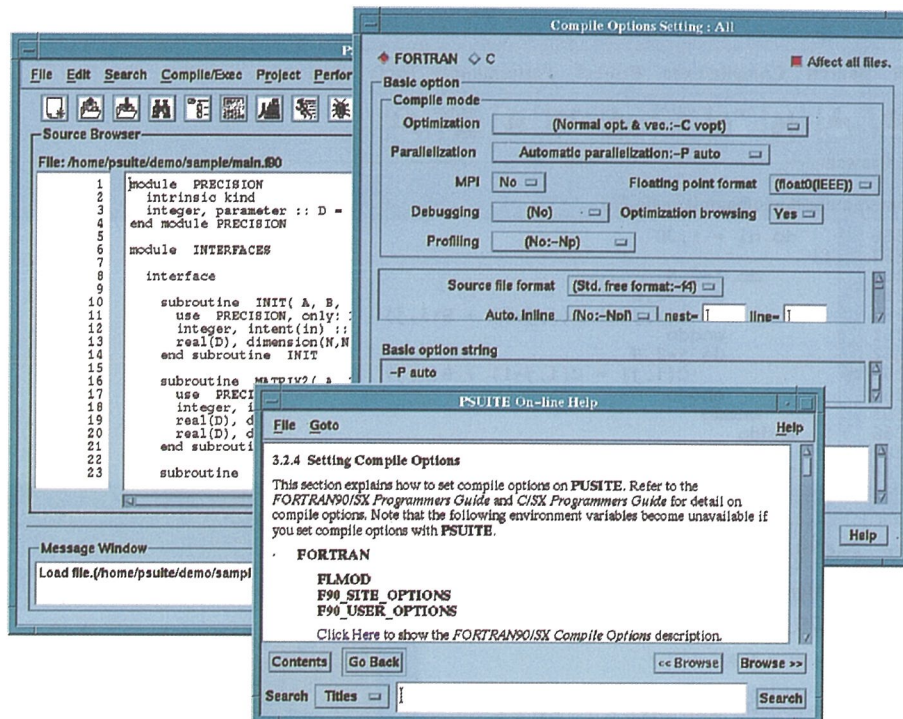 PS
File Edit Search Compile/Exec Project Perfor
Source Browser
File: /home/psuite/demo/sample/main.f90
1 module PRECISION
2 intrinsic kind
3 integer, parameter :: D =
4 end module PRECISION
5
6 module INTERFACES
7
8 interface
9
10 subroutine INIT( A, B,
11 use PRECISION, only:
12 integer, intent(in) ::
13 real(D), dimension(N,N
14 end subroutine INIT
15
16 subroutine MATRIX2( A,
17 use PRECI
18 integer, i
19 real(D), d
20 real(D), d
21 end subrouti
22
23 subroutine
Message Window
Load file.(/home/psuite/demo/sampl
Compile Options Setting : All
FORTRAN C Affect all files.
Basic option
Compile mode
Optimization (Normal opt. & vec.:-C vopt)
Parallelization Automatic parallelization:-P auto
MPI No Floating point format (float0(IEEE))
Debugging (No) Optimization browsing Yes
Profiling (No:-Np)
Source file format (Std. free format:-f4)
Auto. Inline (No:-Npi) nest= line=
Basic option string
-P auto
Help
PSUITE On-line Help
File Goto Help
3.2.4 Setting Compile Options
This section explains how to set compile options on PUSITE. Refer to the
FORTRAN90/SX Programmers Guide and C/SX Programmers Guide for detail on
compile options. Note that the following environment variables become unavailable if
you set compile options with PSUITE.
· FORTRAN
FLMOD
F90_SITE_OPTIONS
F90_USER_OPTIONS
Click Here to show the FORTRAN90/SX Compile Options description.
Contents Go Back << Browse Browse >>
Search Titles Search